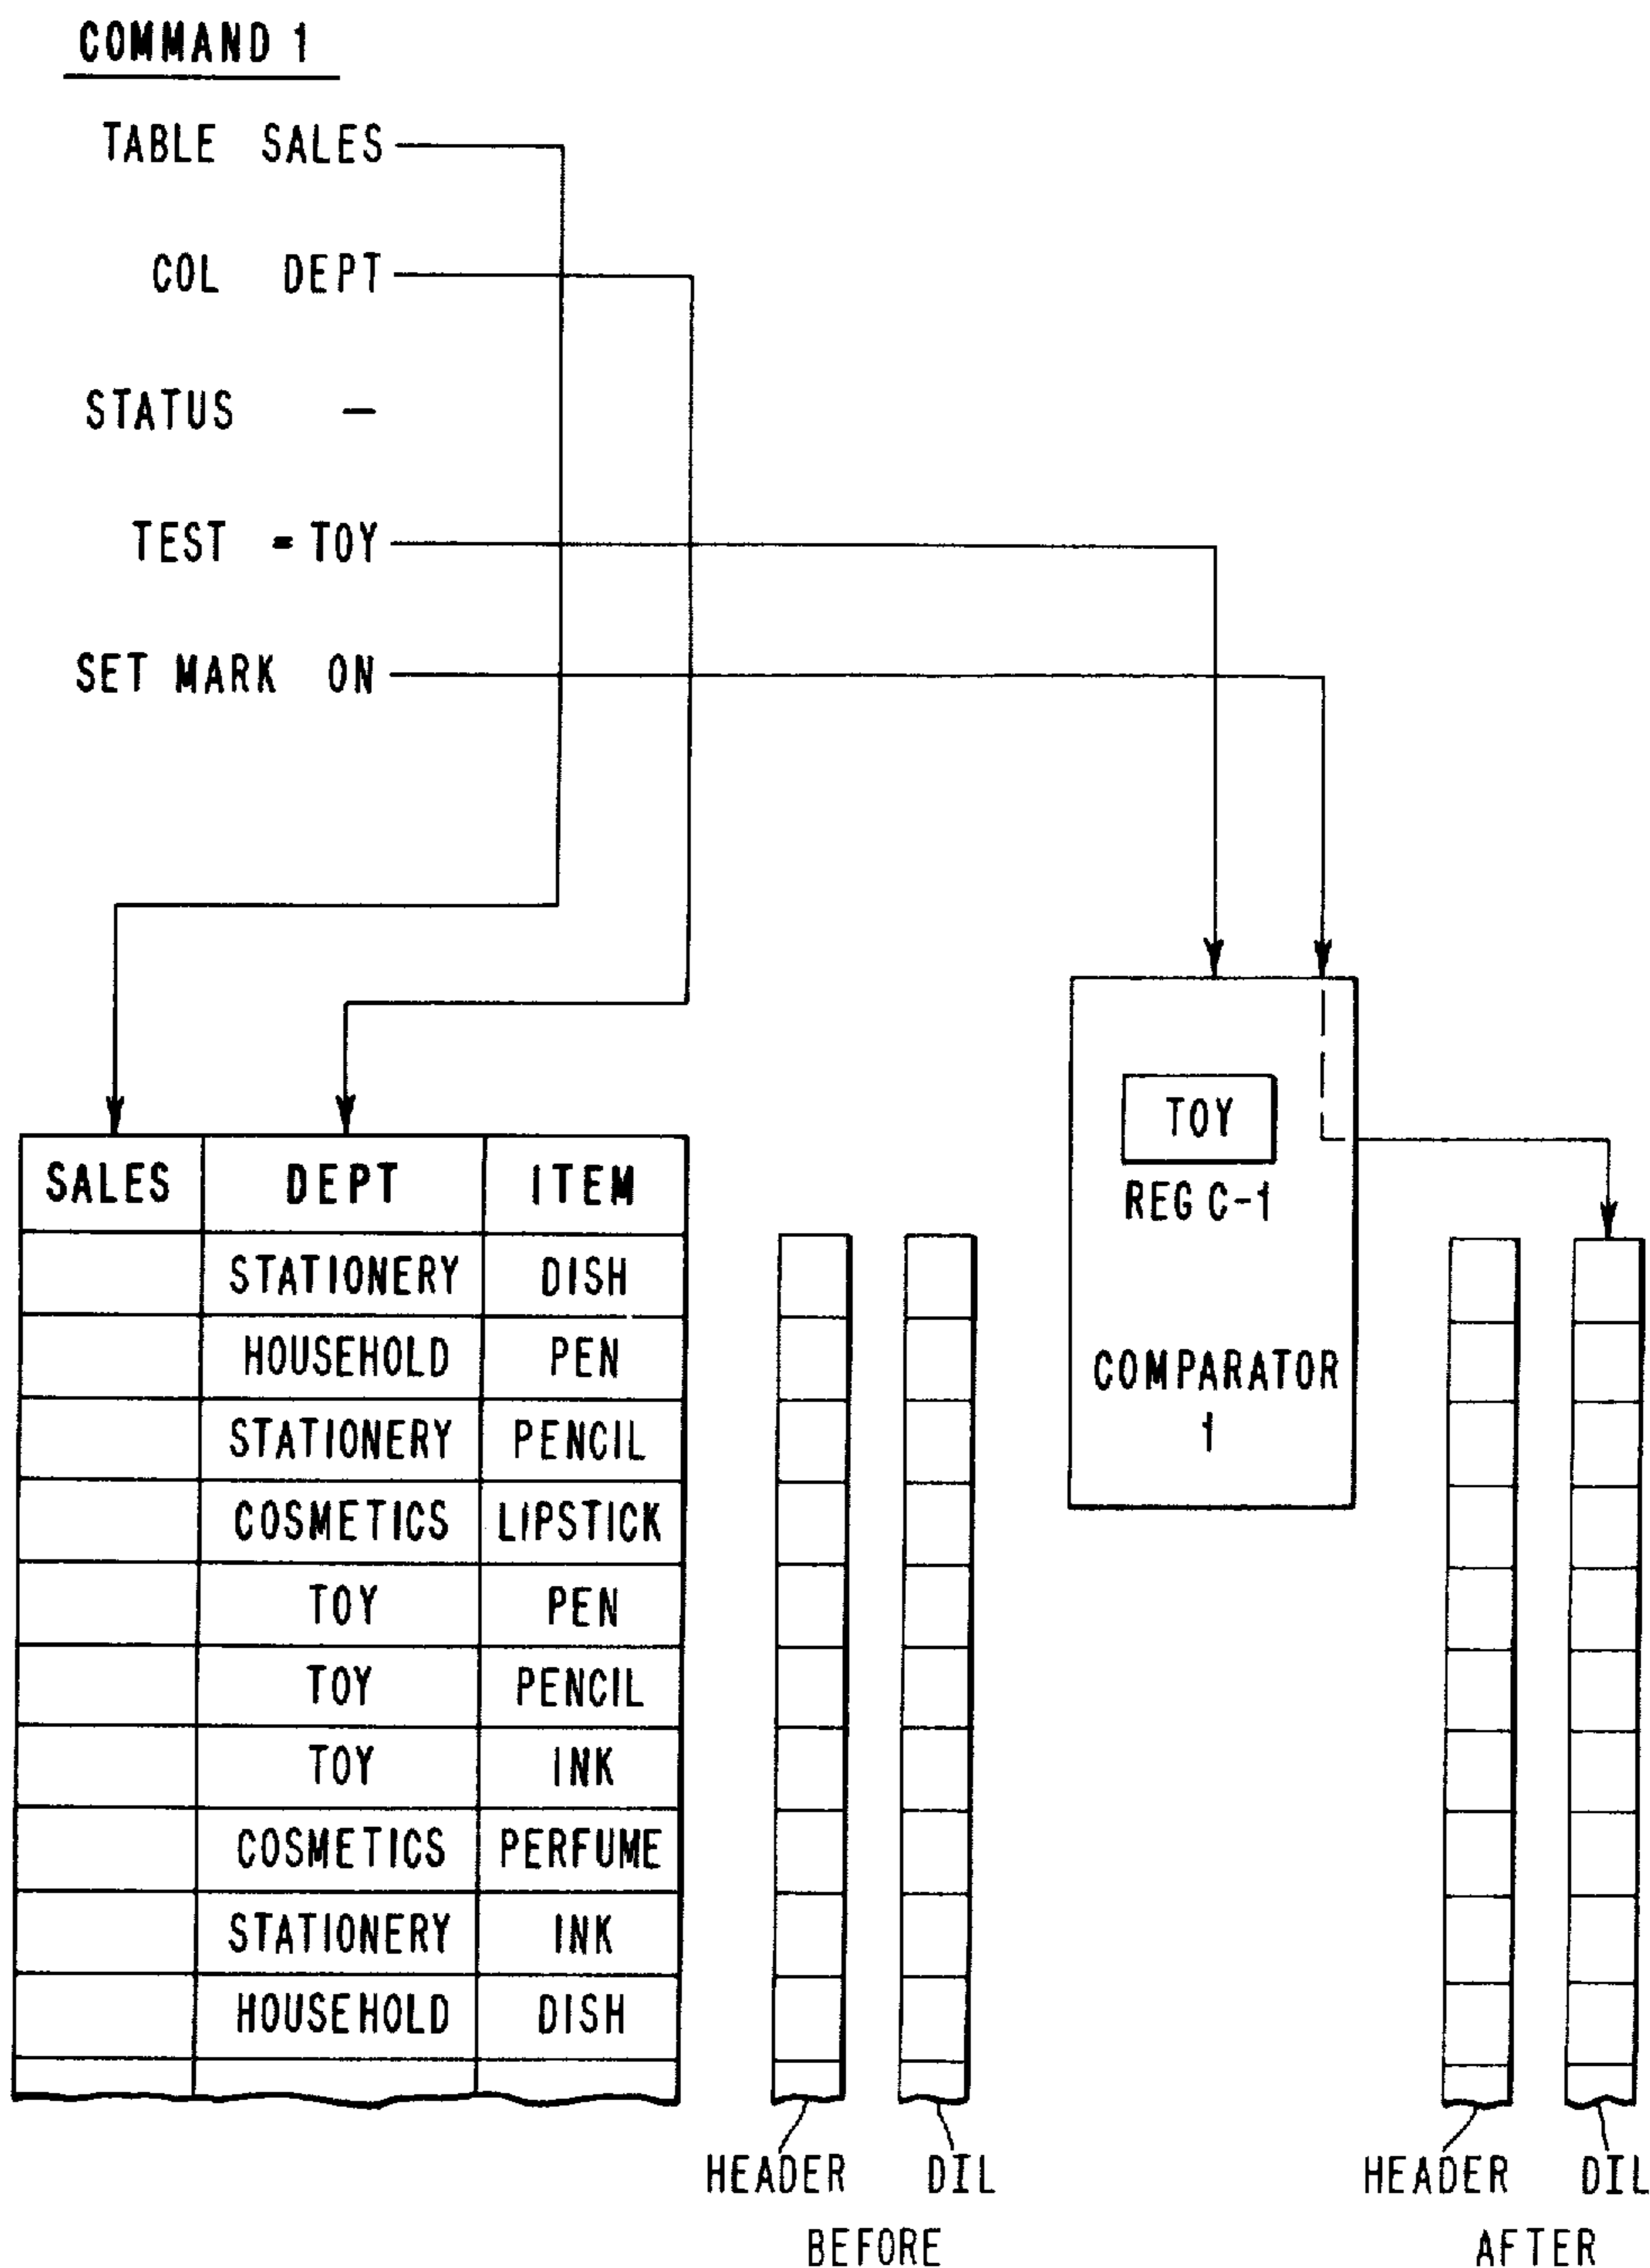 COMMAND 1
TABLE SALES
COL DEPT
STATUS —
TEST = TOY
SET MARK ON
SALES DEPT ITEM
STATIONERY DISH
HOUSEHOLD PEN
STATIONERY PENCIL
COSMETICS LIPSTICK
TOY PEN
TOY PENCIL
TOY INK
COSMETICS PERFUME
STATIONERY INK
HOUSEHOLD DISH
HEADER DIL
BEFORE
TOY
REG C-1
COMPARATOR
1
HEADER DIL
AFTER